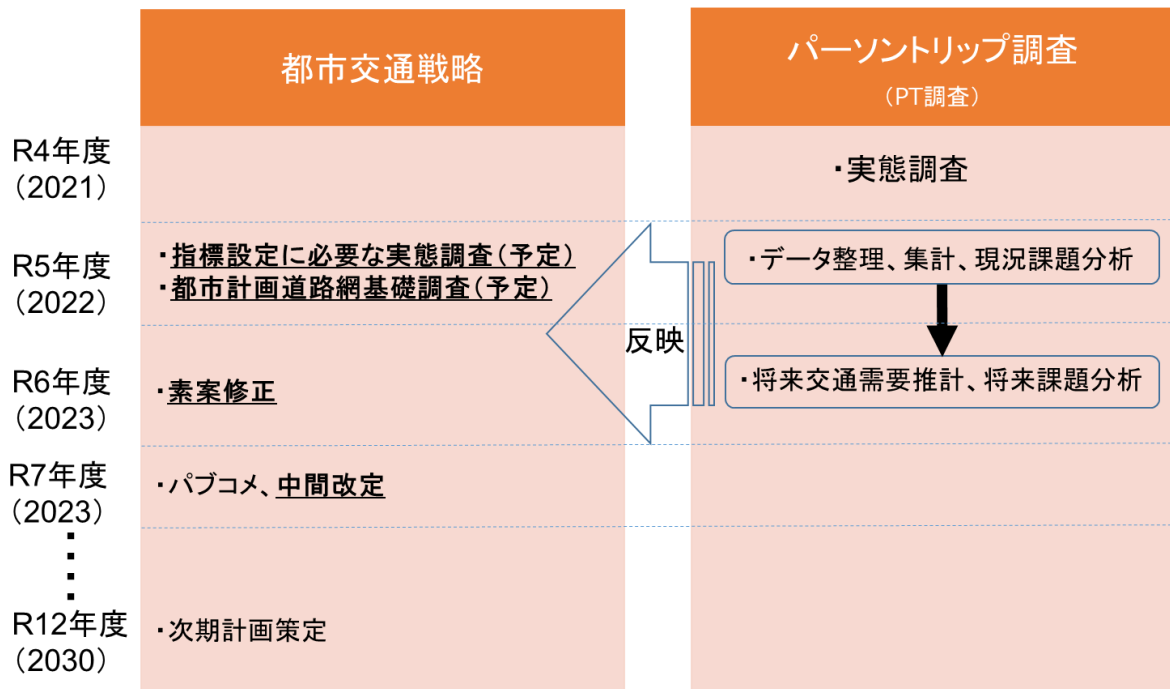 都市交通戦略
パーソントリップ調査
（PT調査）
R4年度
（2021）
・実態調査
R5年度
（2022）
・指標設定に必要な実態調査（予定）
・都市計画道路網基礎調査（予定）
・データ整理、集計、現況課題分析
反映
R6年度
（2023）
・素案修正
・将来交通需要推計、将来課題分析
R7年度
（2023）
・パブコメ、中間改定
R12年度
（2030）
・次期計画策定